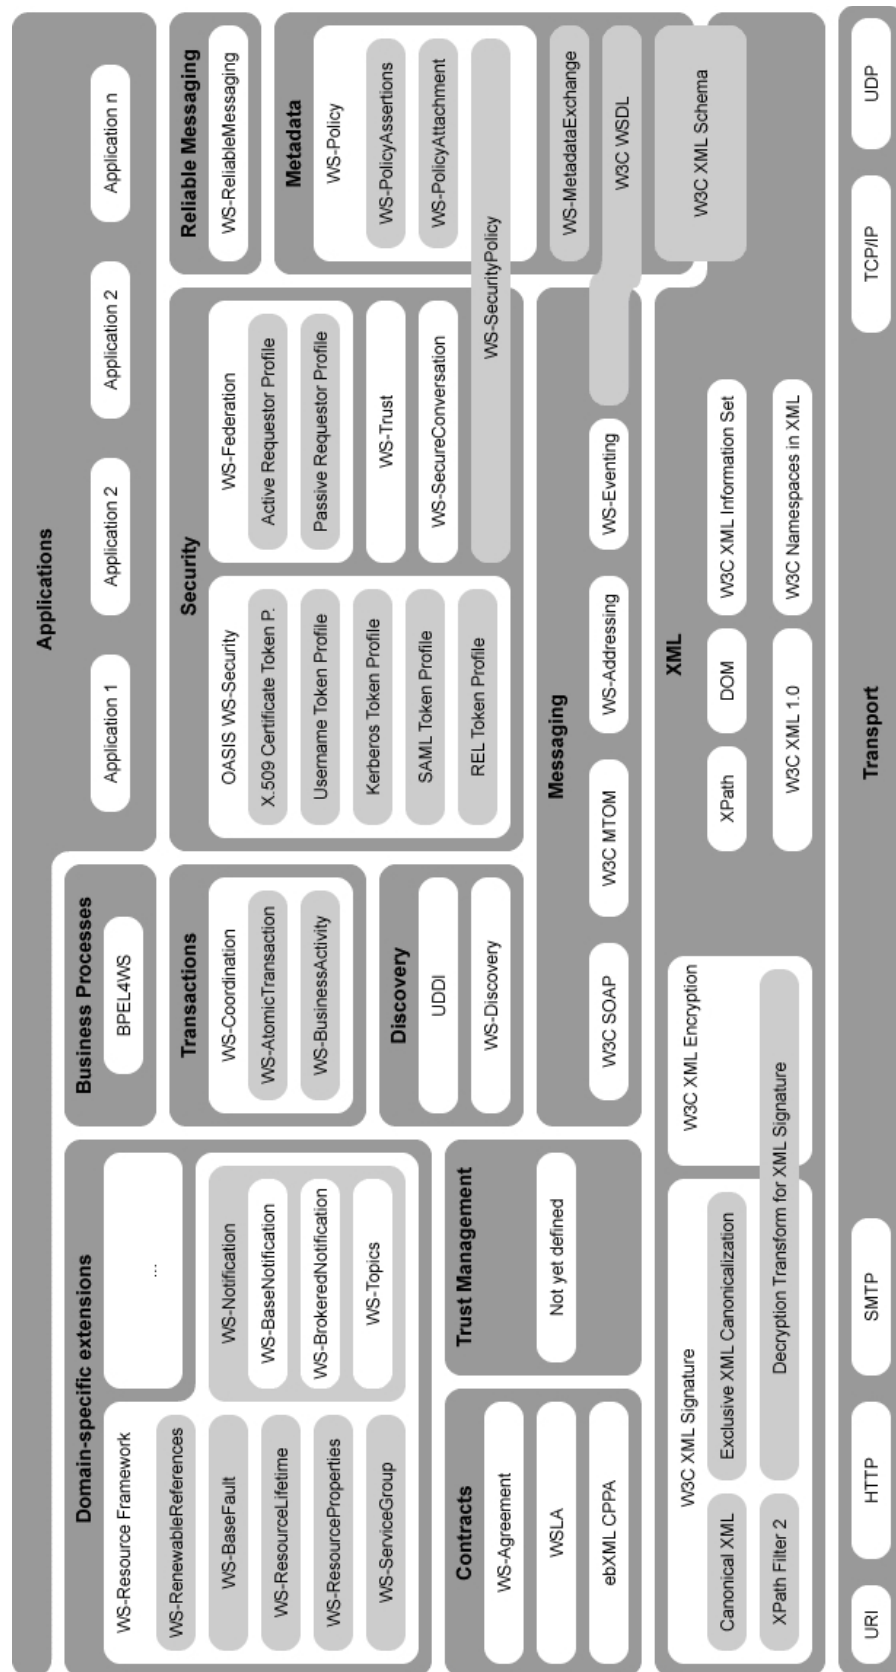 Applications
Application 1
Application 2
Application 2
Application n
Domain-specific extensions
WS-Resource Framework
WS-RenewableReferences
WS-BaseFault
WS-ResourceLifetime
WS-ResourceProperties
WS-ServiceGroup
...
WS-Notification
WS-BaseNotification
WS-BrokeredNotification
WS-Topics
Business Processes
BPEL4WS
Transactions
WS-Coordination
WS-AtomicTransaction
WS-BusinessActivity
Discovery
UDDI
WS-Discovery
Security
OASIS WS-Security
X.509 Certificate Token P.
Username Token Profile
Kerberos Token Profile
SAML Token Profile
REL Token Profile
WS-Federation
Active Requestor Profile
Passive Requestor Profile
WS-Trust
WS-SecureConversation
WS-SecurityPolicy
Reliable Messaging
WS-ReliableMessaging
Metadata
WS-Policy
WS-PolicyAssertions
WS-PolicyAttachment
WS-MetadataExchange
W3C WSDL
W3C XML Schema
Contracts
WS-Agreement
WSLA
ebXML CPPA
Trust Management
Not yet defined
Messaging
W3C SOAP
W3C MTOM
WS-Addressing
WS-Eventing
XML
W3C XML Signature
Canonical XML
Exclusive XML Canonicalization
XPath Filter 2
Decryption Transform for XML Signature
W3C XML Encryption
XPath
DOM
W3C XML Information Set
W3C XML 1.0
W3C Namespaces in XML
Transport
URI
HTTP
SMTP
TCP/IP
UDP